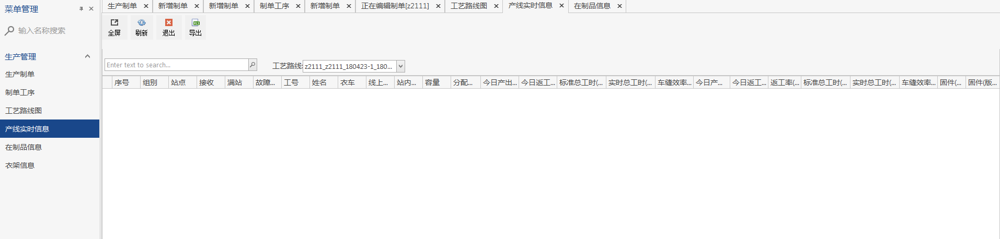 菜单管理
生产制单 新增制单 新增制单 制单工序 新增制单 正在编辑制单[z2111] 工艺路线图 产线实时信息 在制品信息
输入名称搜索
全屏 刷新 退出 导出
生产管理
生产制单
制单工序
工艺路线图
产线实时信息
在制品信息
衣架信息
Enter text to search... 工艺路线: z2111_z2111_180423-1_180...
序号 组别 站点 接收 满站 故障... 工号 姓名 衣车 线上... 站内... 容量 分配... 今日产出... 今日返工... 标准总工时(... 实时总工时(... 车缝效率... 今日产... 今日返工... 返工率(... 标准总工时(... 实时总工时(... 车缝效率... 固件(... 固件(版...